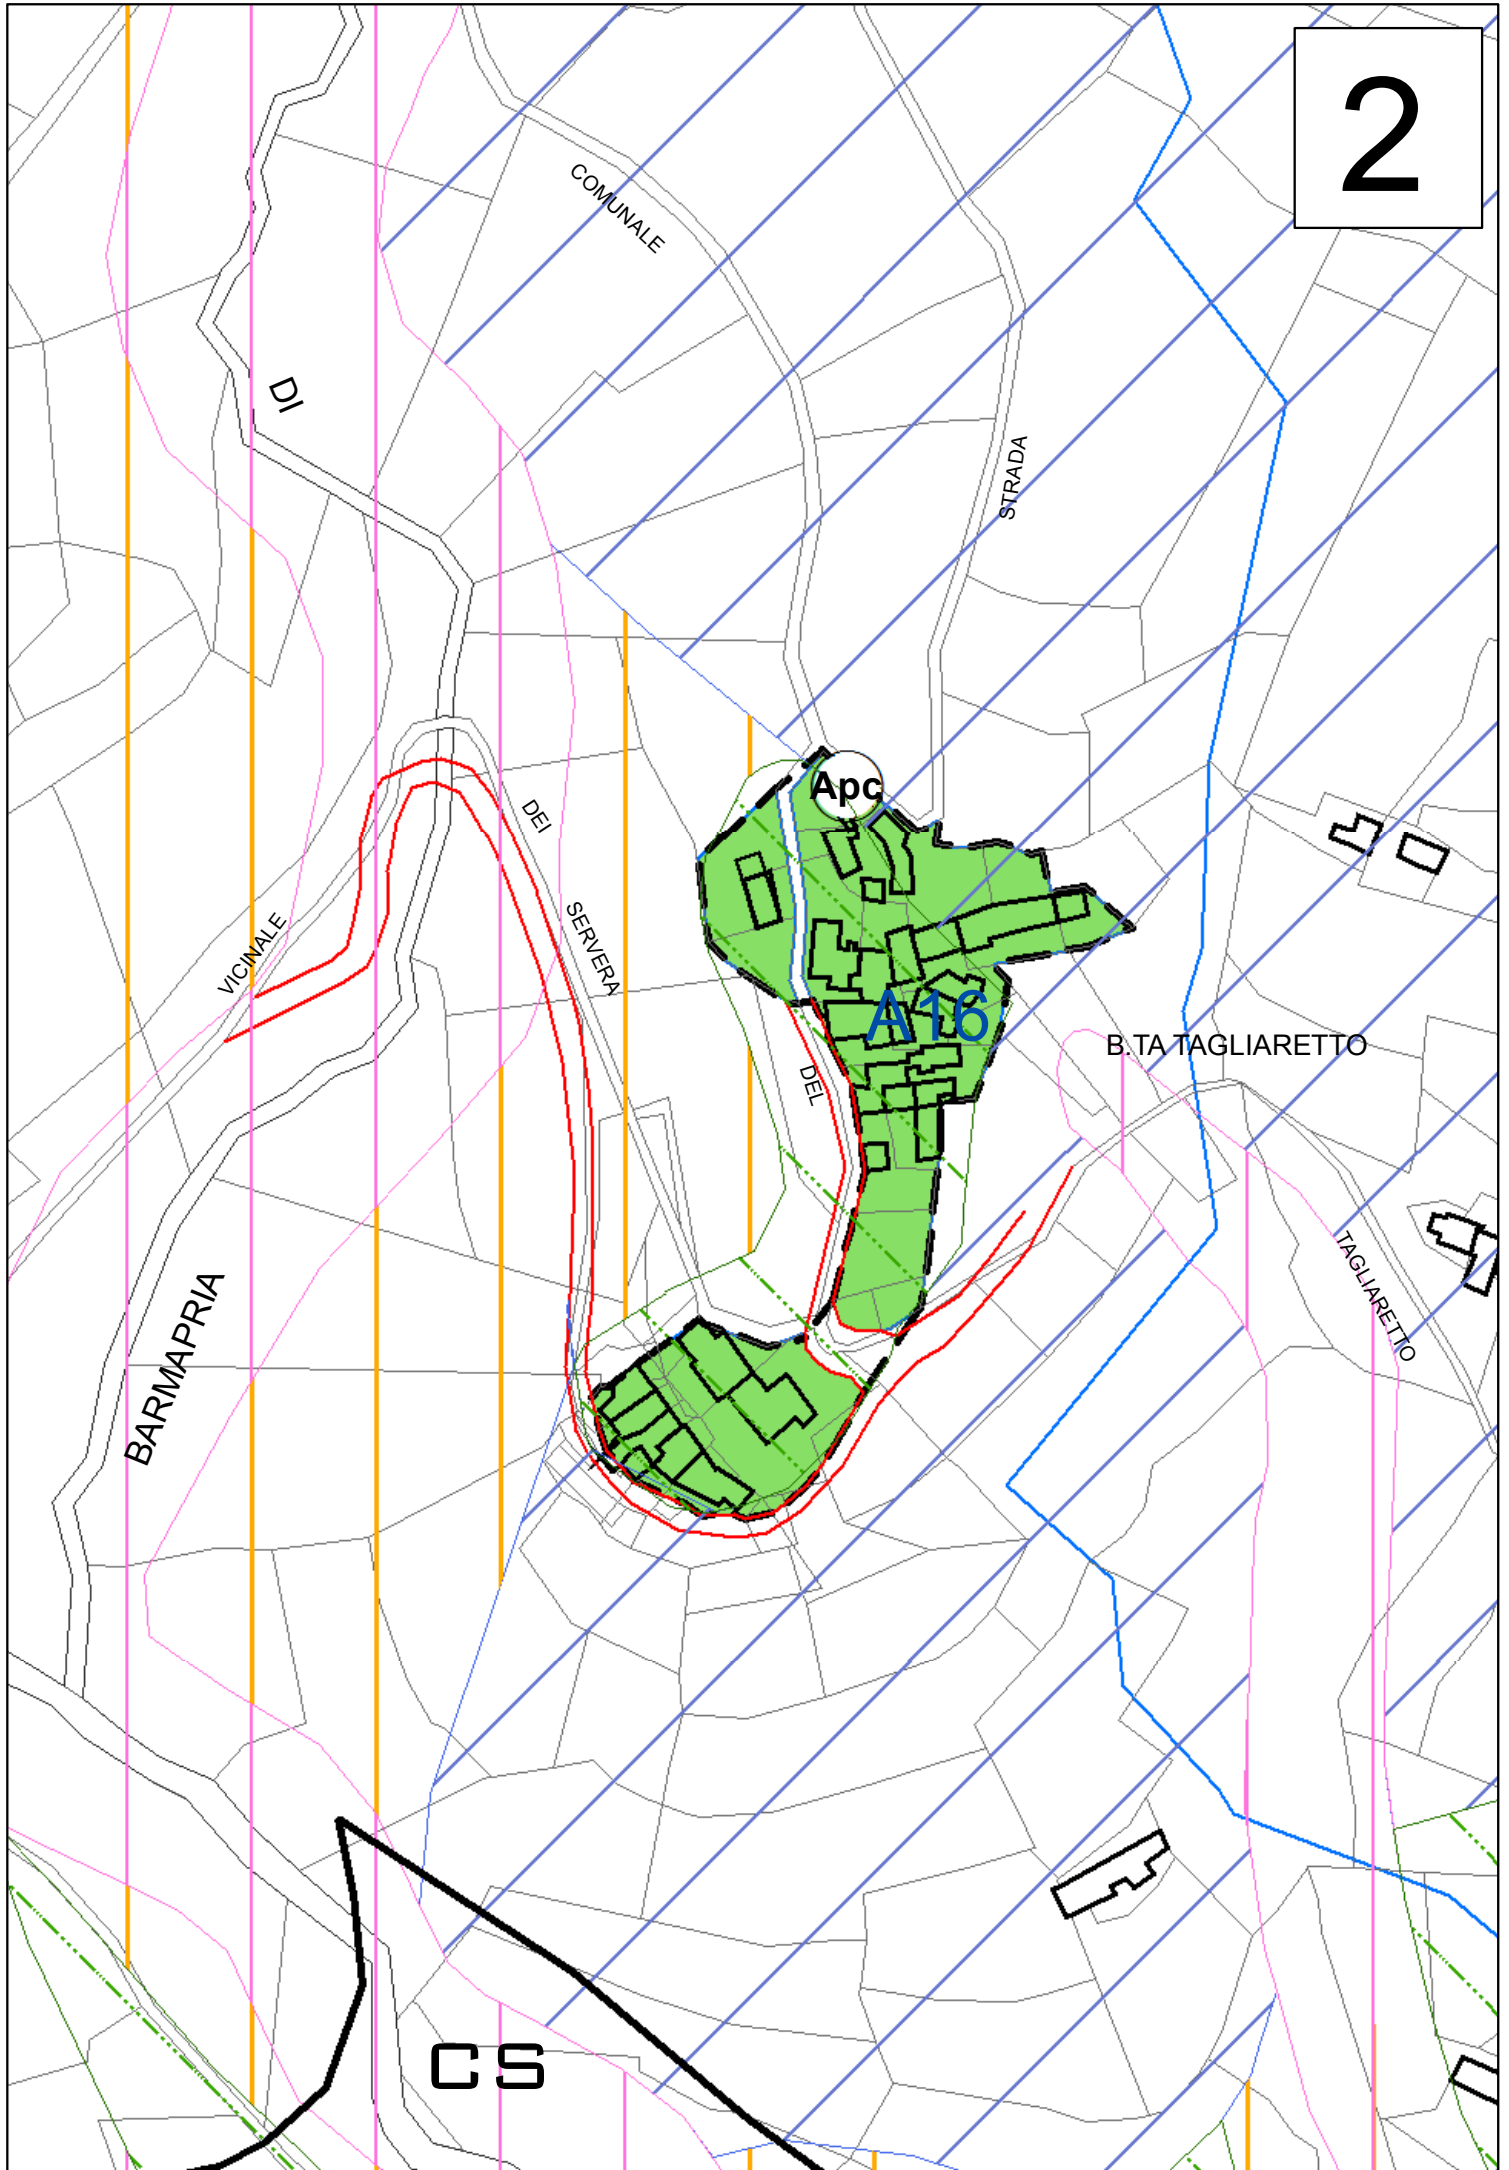 2
COMUNALE
DI
STRADA
Apc
DEI
SERVERA
VICINALE
A16
B.TA TAGLIARETTO
DEL
TAGLIARETTO
BARMAPRIA
CS